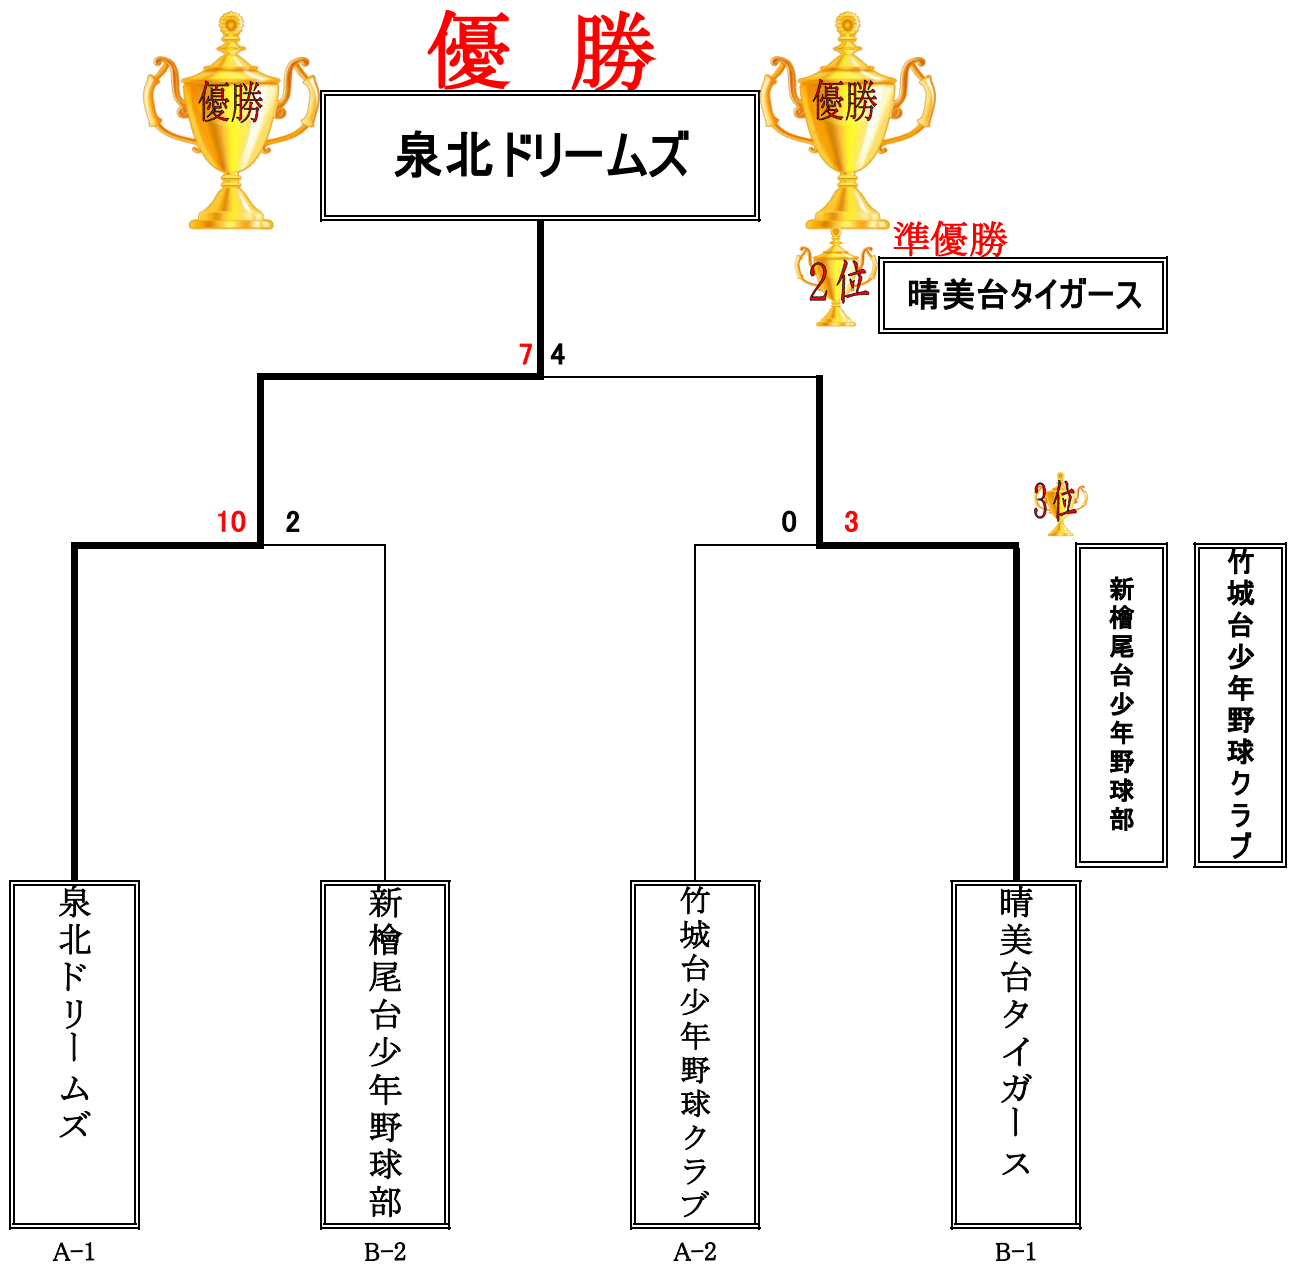 優 勝
優勝
優勝
泉北ドリームズ
準優勝
2位
晴美台タイガース
7 4
10 2
0 3
3位
新檜尾台少年野球部
竹城台少年野球クラブ
泉北ドリームズ
新檜尾台少年野球部
竹城台少年野球クラブ
晴美台タイガース
A-1
B-2
A-2
B-1